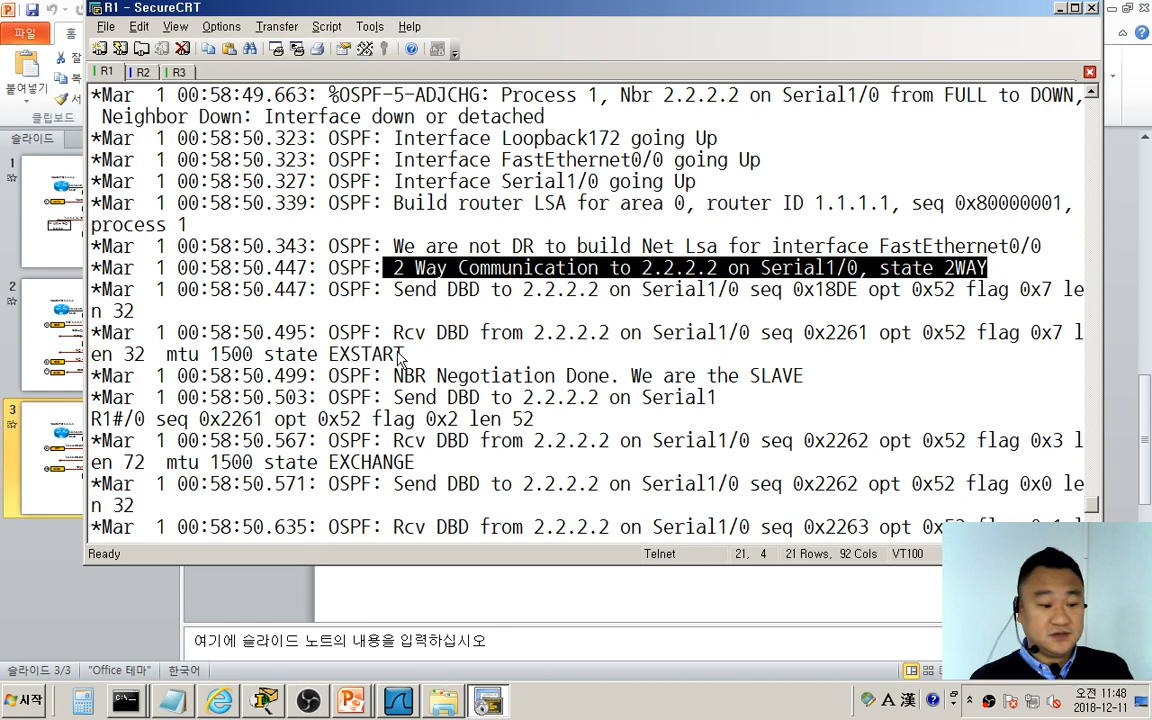 R1 - SecureCRT
File Edit View Options Transfer Script Tools Help
R1 R2 R3
*Mar  1 00:58:49.663: %OSPF-5-ADJCHG: Process 1, Nbr 2.2.2.2 on Serial1/0 from FULL to DOWN,
Neighbor Down: Interface down or detached
*Mar  1 00:58:50.323: OSPF: Interface Loopback172 going Up
*Mar  1 00:58:50.323: OSPF: Interface FastEthernet0/0 going Up
*Mar  1 00:58:50.327: OSPF: Interface Serial1/0 going Up
*Mar  1 00:58:50.339: OSPF: Build router LSA for area 0, router ID 1.1.1.1, seq 0x80000001,
process 1
*Mar  1 00:58:50.343: OSPF: We are not DR to build Net Lsa for interface FastEthernet0/0
*Mar  1 00:58:50.447: OSPF: 2 Way Communication to 2.2.2.2 on Serial1/0, state 2WAY
*Mar  1 00:58:50.447: OSPF: Send DBD to 2.2.2.2 on Serial1/0 seq 0x18DE opt 0x52 flag 0x7 le
n 32
*Mar  1 00:58:50.495: OSPF: Rcv DBD from 2.2.2.2 on Serial1/0 seq 0x2261 opt 0x52 flag 0x7 l
en 32  mtu 1500 state EXSTART
*Mar  1 00:58:50.499: OSPF: NBR Negotiation Done. We are the SLAVE
*Mar  1 00:58:50.503: OSPF: Send DBD to 2.2.2.2 on Serial1
R1#/0 seq 0x2261 opt 0x52 flag 0x2 len 52
*Mar  1 00:58:50.567: OSPF: Rcv DBD from 2.2.2.2 on Serial1/0 seq 0x2262 opt 0x52 flag 0x3 l
en 72  mtu 1500 state EXCHANGE
*Mar  1 00:58:50.571: OSPF: Send DBD to 2.2.2.2 on Serial1/0 seq 0x2262 opt 0x52 flag 0x0 le
n 32
*Mar  1 00:58:50.635: OSPF: Rcv DBD from 2.2.2.2 on Serial1/0 seq 0x2263 opt
Ready Telnet 21, 4 21 Rows, 92 Cols VT100
파일 홈
붙여넣기
클립보드
슬라이드
1
2
3
여기에 슬라이드 노트의 내용을 입력하십시오
슬라이드 3/3 "Office 테마" 한국어
시작
A 漢
오전 11:48
2018-12-11